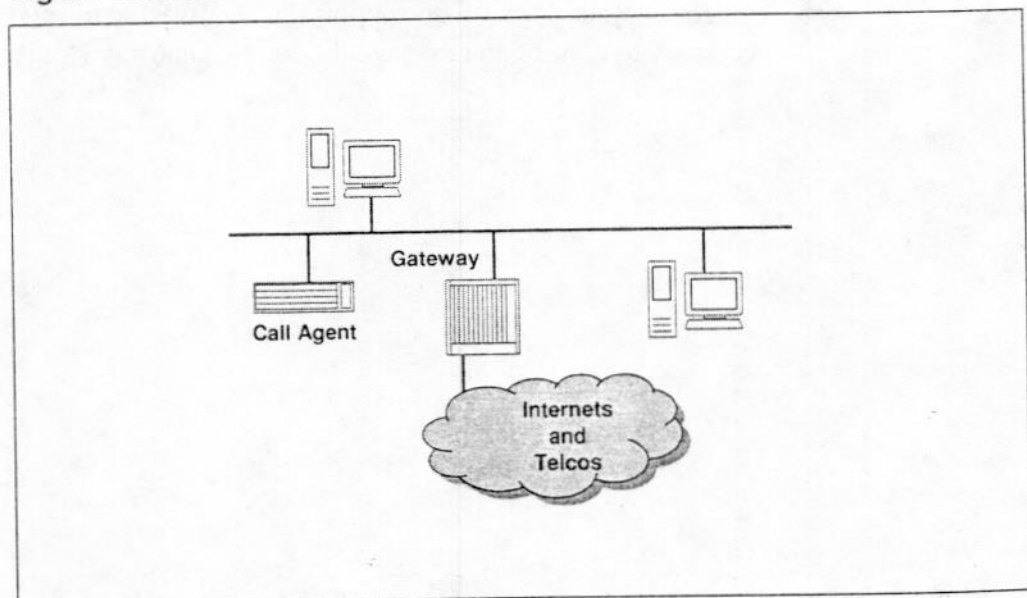 Gateway
Call Agent
Internets
and
Telcos